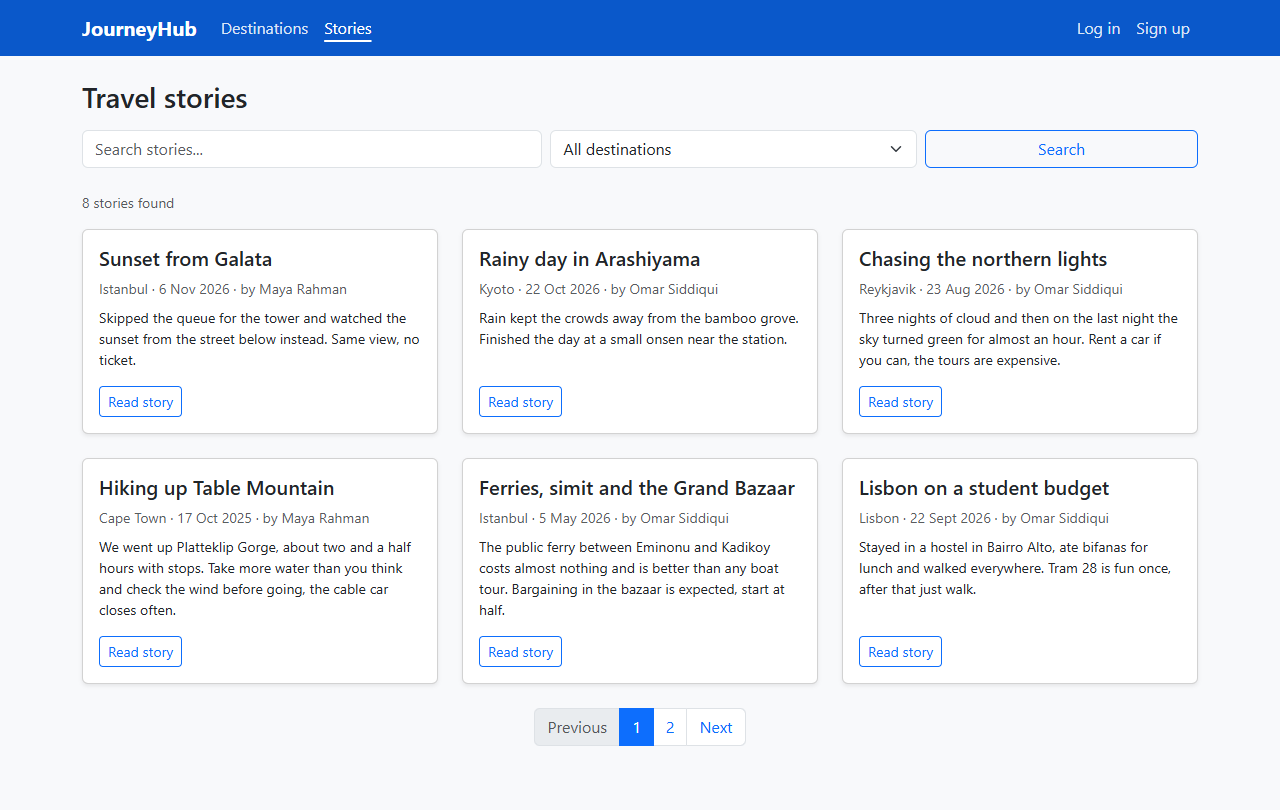 JourneyHub Destinations Stories Log in Sign up
Travel stories
Search stories... All destinations Search
8 stories found
Sunset from Galata
Istanbul · 6 Nov 2026 · by Maya Rahman
Skipped the queue for the tower and watched the
sunset from the street below instead. Same view, no
ticket.
Read story
Rainy day in Arashiyama
Kyoto · 22 Oct 2026 · by Omar Siddiqui
Rain kept the crowds away from the bamboo grove.
Finished the day at a small onsen near the station.
Read story
Chasing the northern lights
Reykjavik · 23 Aug 2026 · by Omar Siddiqui
Three nights of cloud and then on the last night the
sky turned green for almost an hour. Rent a car if
you can, the tours are expensive.
Read story
Hiking up Table Mountain
Cape Town · 17 Oct 2025 · by Maya Rahman
We went up Platteklip Gorge, about two and a half
hours with stops. Take more water than you think
and check the wind before going, the cable car
closes often.
Read story
Ferries, simit and the Grand Bazaar
Istanbul · 5 May 2026 · by Omar Siddiqui
The public ferry between Eminonu and Kadikoy
costs almost nothing and is better than any boat
tour. Bargaining in the bazaar is expected, start at
half.
Read story
Lisbon on a student budget
Lisbon · 22 Sept 2026 · by Omar Siddiqui
Stayed in a hostel in Bairro Alto, ate bifanas for
lunch and walked everywhere. Tram 28 is fun once,
after that just walk.
Read story
Previous 1 2 Next